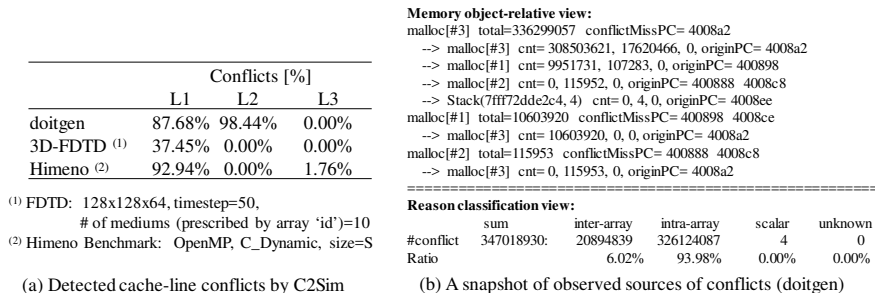 Conflicts [%]
L1 L2 L3
doitgen 87.68% 98.44% 0.00%
3D-FDTD (1) 37.45% 0.00% 0.00%
Himeno (2) 92.94% 0.00% 1.76%
(1) FDTD: 128x128x64, timestep=50,
# of mediums (prescribed by array ‘id’)=10
(2) Himeno Benchmark: OpenMP, C_Dynamic, size=S
(a) Detected cache-line conflicts by C2Sim
Memory object-relative view:
malloc[#3] total=336299057 conflictMissPC= 4008a2
--> malloc[#3] cnt= 308503621, 17620466, 0, originPC= 4008a2
--> malloc[#1] cnt= 9951731, 107283, 0, originPC= 400898
--> malloc[#2] cnt= 0, 115952, 0, originPC= 400888 4008c8
--> Stack(7fff72dde2c4, 4) cnt= 0, 4, 0, originPC= 4008ee
malloc[#1] total=10603920 conflictMissPC= 400898 4008ce
--> malloc[#3] cnt= 10603920, 0, 0, originPC= 4008a2
malloc[#2] total=115953 conflictMissPC= 400888 4008c8
--> malloc[#3] cnt= 0, 115953, 0, originPC= 4008a2
====================================================================
Reason classification view:
sum inter-array intra-array scalar unknown
#conflict 347018930: 20894839 326124087 4 0
Ratio 6.02% 93.98% 0.00% 0.00%
(b) A snapshot of observed sources of conflicts (doitgen)